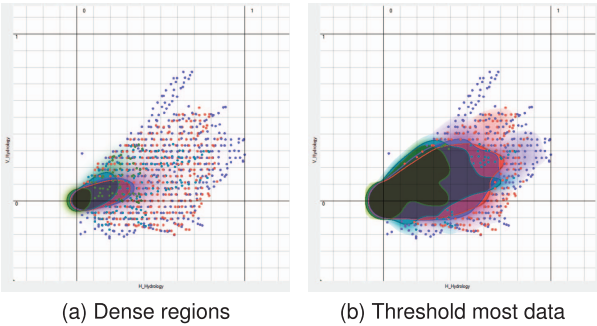 0 1
0 1
1
1
V_Hydrology
V_Hydrology
0
0
H_Hydrology
H_Hydrology
(a) Dense regions
(b) Threshold most data